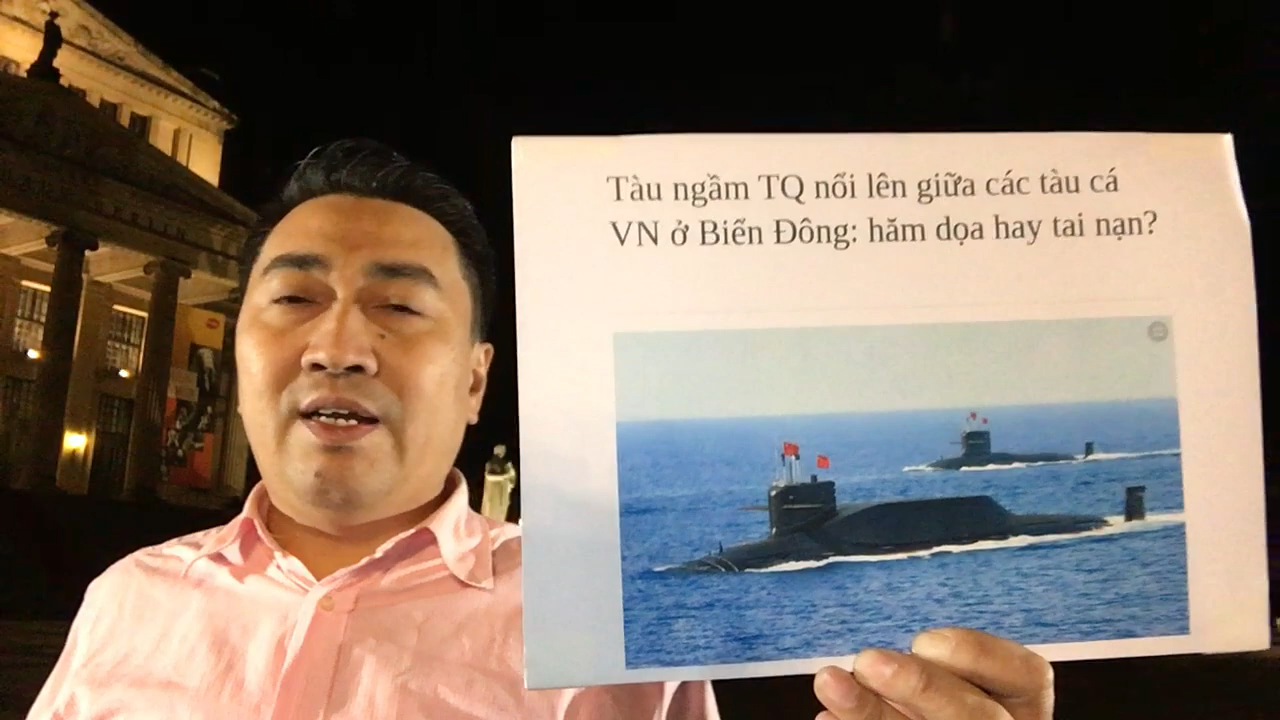 Tàu ngầm TQ nổi lên giữa các tàu cá
VN ở Biển Đông: hăm dọa hay tai nạn?